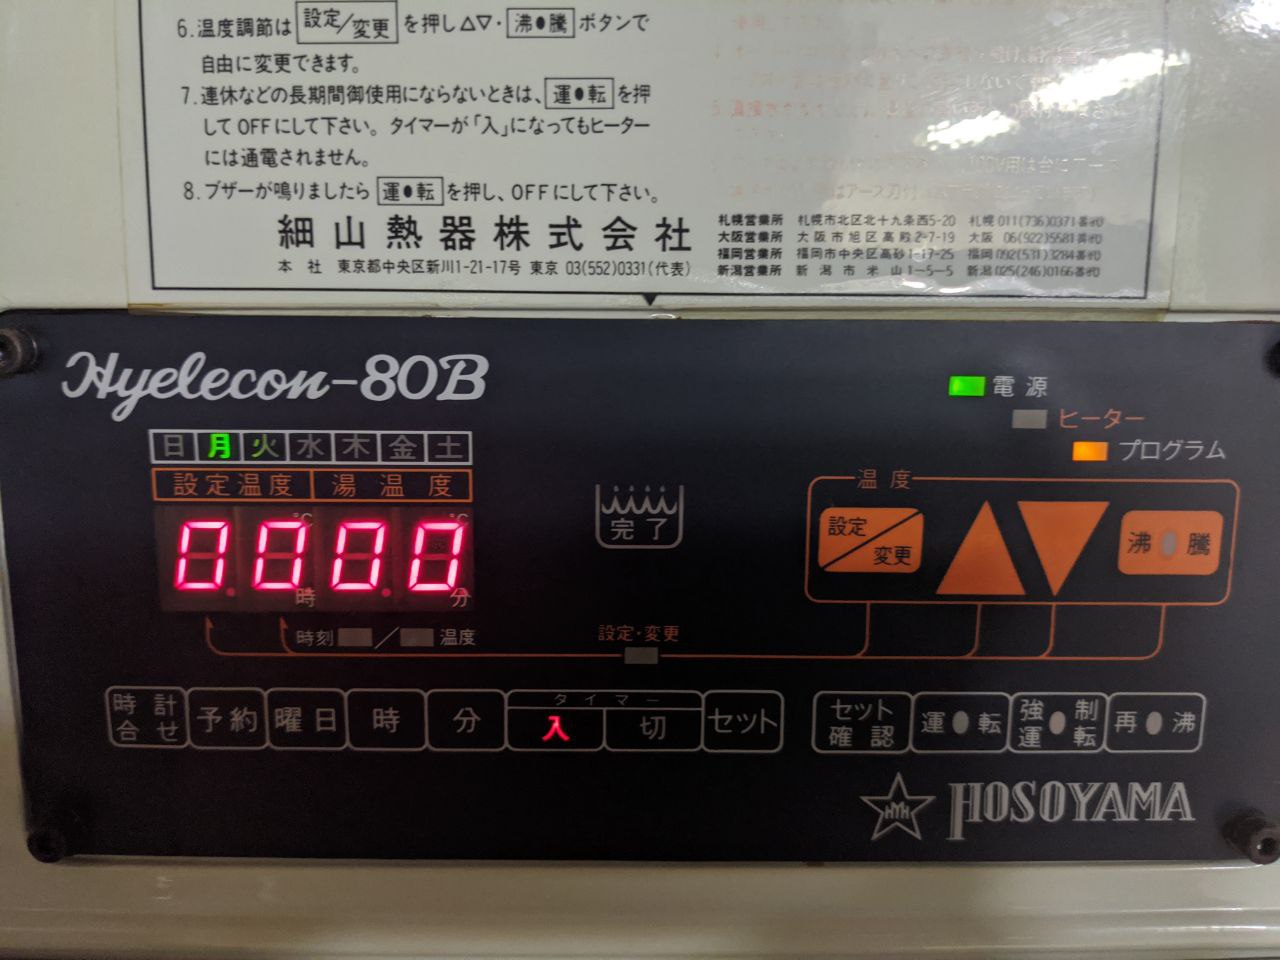 6.温度調節は 設定/変更 を押し△▽・ 沸●騰 ボタンで
自由に変更できます。
7.連休などの長期間御使用にならないときは、 運●転 を押
してOFFにして下さい。タイマーが「入」になってもヒーター
には通電されません。
8.ブザーが鳴りましたら 運●転 を押し、OFFにして下さい。
細山熱器株式会社
本社 東京都中央区新川1-21-17号 東京 03(552)0331(代表)
札幌営業所 札幌市北区北十九条西5-20 札幌 011(736)0371番㈹
大阪営業所 大阪市旭区高殿2-7-19 大阪 06(922)5581番㈹
福岡営業所 福岡市中央区高砂1-17-25 福岡 092(531)3284番㈹
新潟営業所 新潟市米山1-5-5 新潟 025(246)0166番㈹
Hyelecon-80B
電源
ヒーター
プログラム
日 月 火 水 木 金 土
設定温度 湯温度
℃ ℃
0.00.0
時 分
時刻 / 温度
完了
温度
設定/変更 沸 騰
設定・変更
時計合せ 予約 曜日 時 分
タイマー
入 切
セット
セット確認 運●転 強制運●転 再●沸
HYH HOSOYAMA